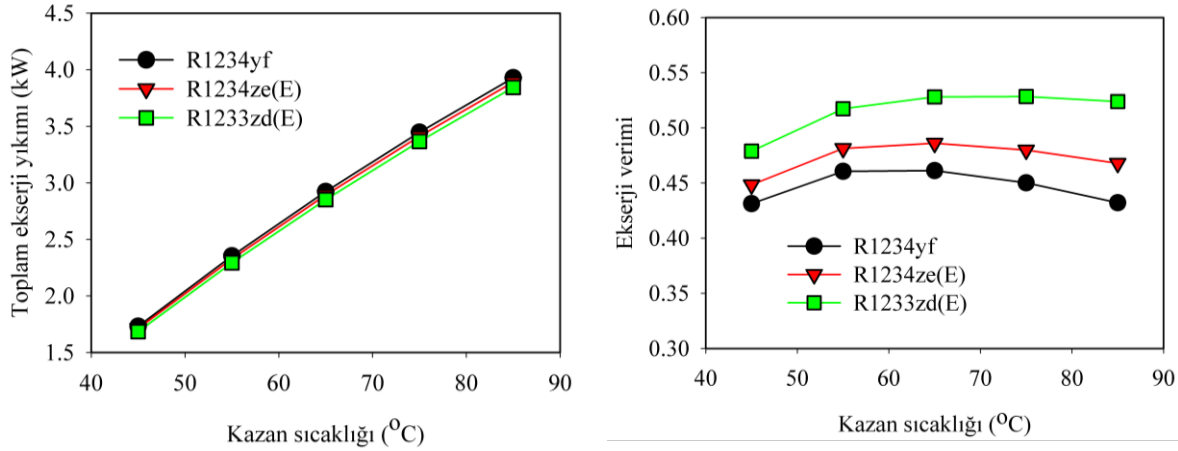 Toplam ekserji yıkımı (kW)
4.5
4.0
3.5
3.0
2.5
2.0
1.5
R1234yf
R1234ze(E)
R1233zd(E)
40 50 60 70 80 90
Kazan sıcaklığı (°C)
Ekserji verimi
0.60
0.55
0.50
0.45
0.40
0.35
0.30
R1234yf
R1234ze(E)
R1233zd(E)
40 50 60 70 80 90
Kazan sıcaklığı (°C)